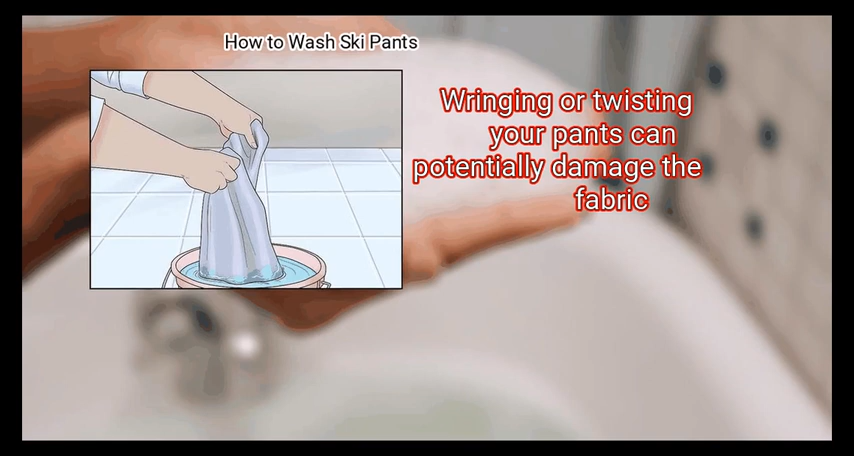 How to Wash Ski Pants
Wringing or twisting
your pants can
potentially damage the
fabric